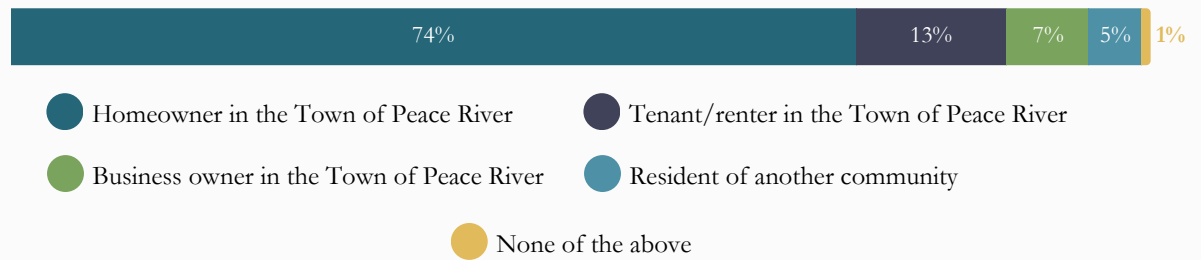 74% 13% 7% 5% 1%
Homeowner in the Town of Peace River Tenant/renter in the Town of Peace River
Business owner in the Town of Peace River Resident of another community
None of the above